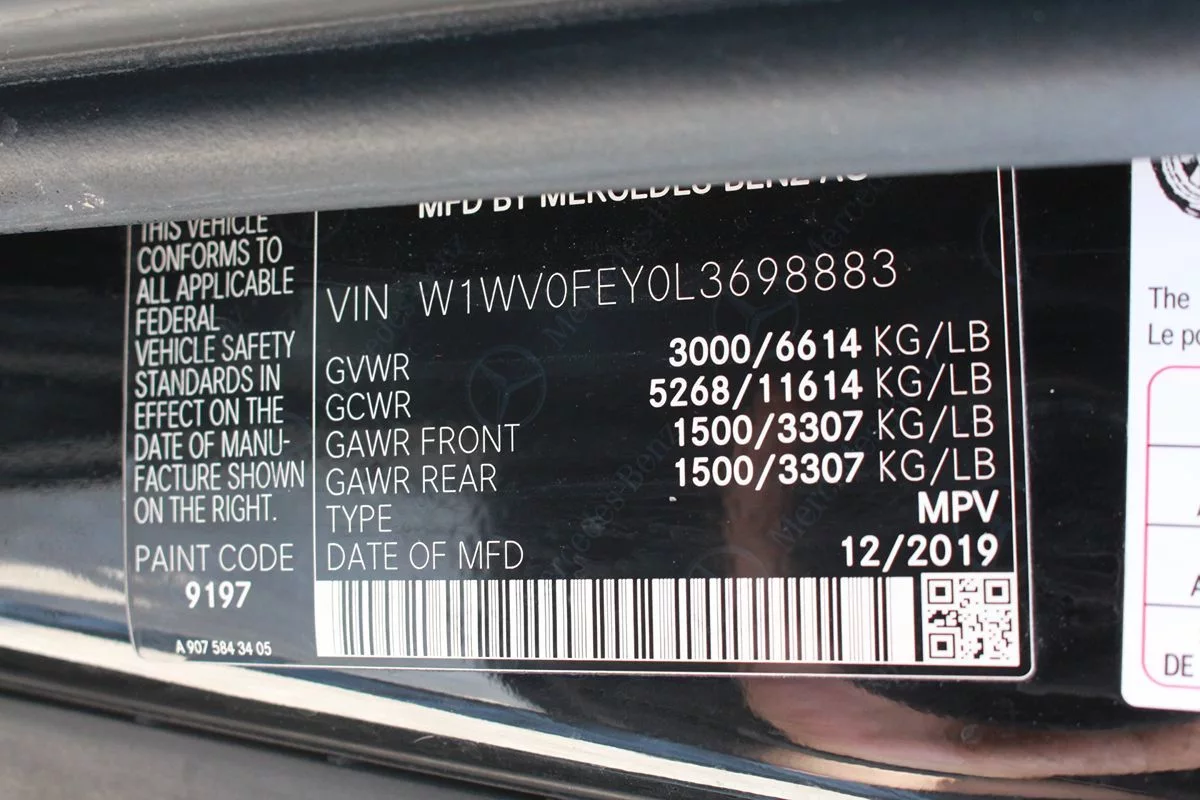 MFD BY MERCEDES-BENZ AG
THIS VEHICLE
CONFORMS TO
ALL APPLICABLE
FEDERAL
VEHICLE SAFETY
STANDARDS IN
EFFECT ON THE
DATE OF MANU-
FACTURE SHOWN
ON THE RIGHT.
PAINT CODE
9197
A 907 584 34 05
VIN W1WV0FEY0L3698883
GVWR 3000/6614 KG/LB
GCWR 5268/11614 KG/LB
GAWR FRONT 1500/3307 KG/LB
GAWR REAR 1500/3307 KG/LB
TYPE MPV
DATE OF MFD 12/2019
The
Le
DE